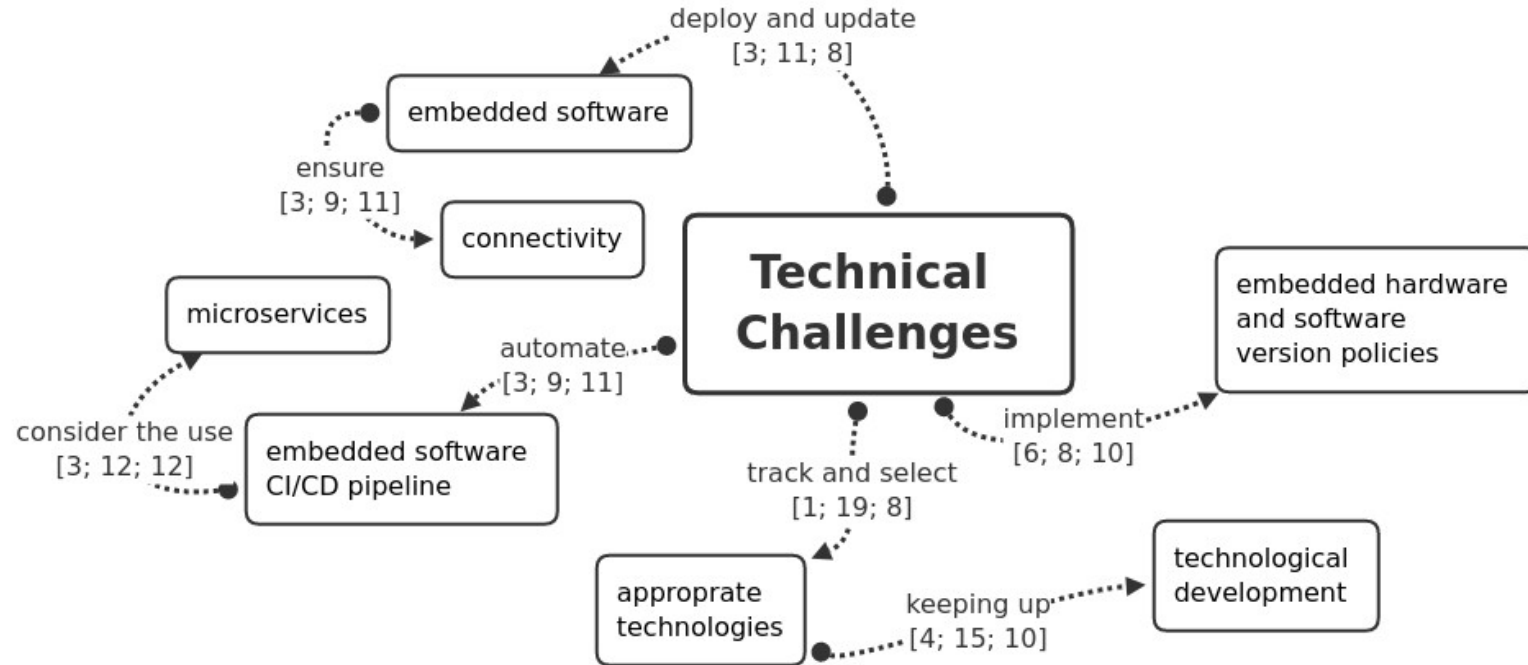 deploy and update
[3; 11; 8]
embedded software
ensure
[3; 9; 11]
connectivity
Technical
Challenges
embedded hardware
and software
version policies
microservices
automate
[3; 9; 11]
consider the use
[3; 12; 12]
embedded software
CI/CD pipeline
implement
[6; 8; 10]
track and select
[1; 19; 8]
approprate
technologies
keeping up
[4; 15; 10]
technological
development